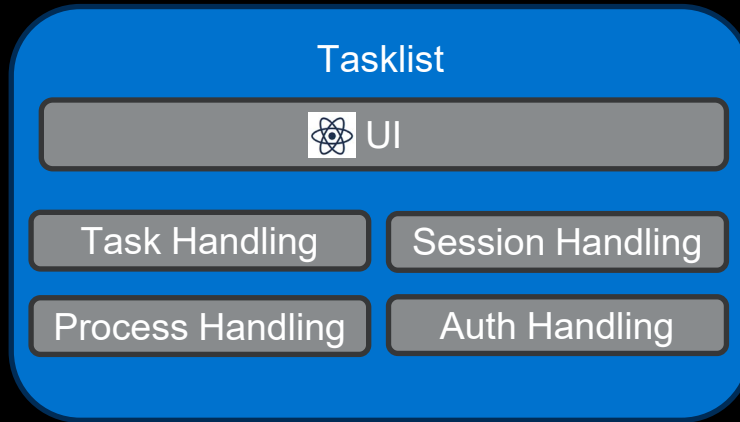 Tasklist
UI
Task Handling
Session Handling
Process Handling
Auth Handling